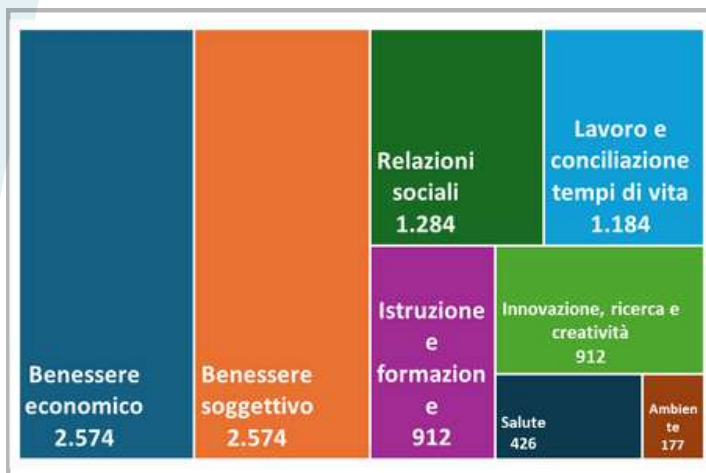 Benessere
economico
2.574
Benessere
soggettivo
2.574
Relazioni
sociali
1.284
Lavoro e
conciliazione
tempi di vita
1.184
Istruzione
e
formazion
e
912
Innovazione, ricerca e
creatività
912
Salute
426
Ambien
te
177